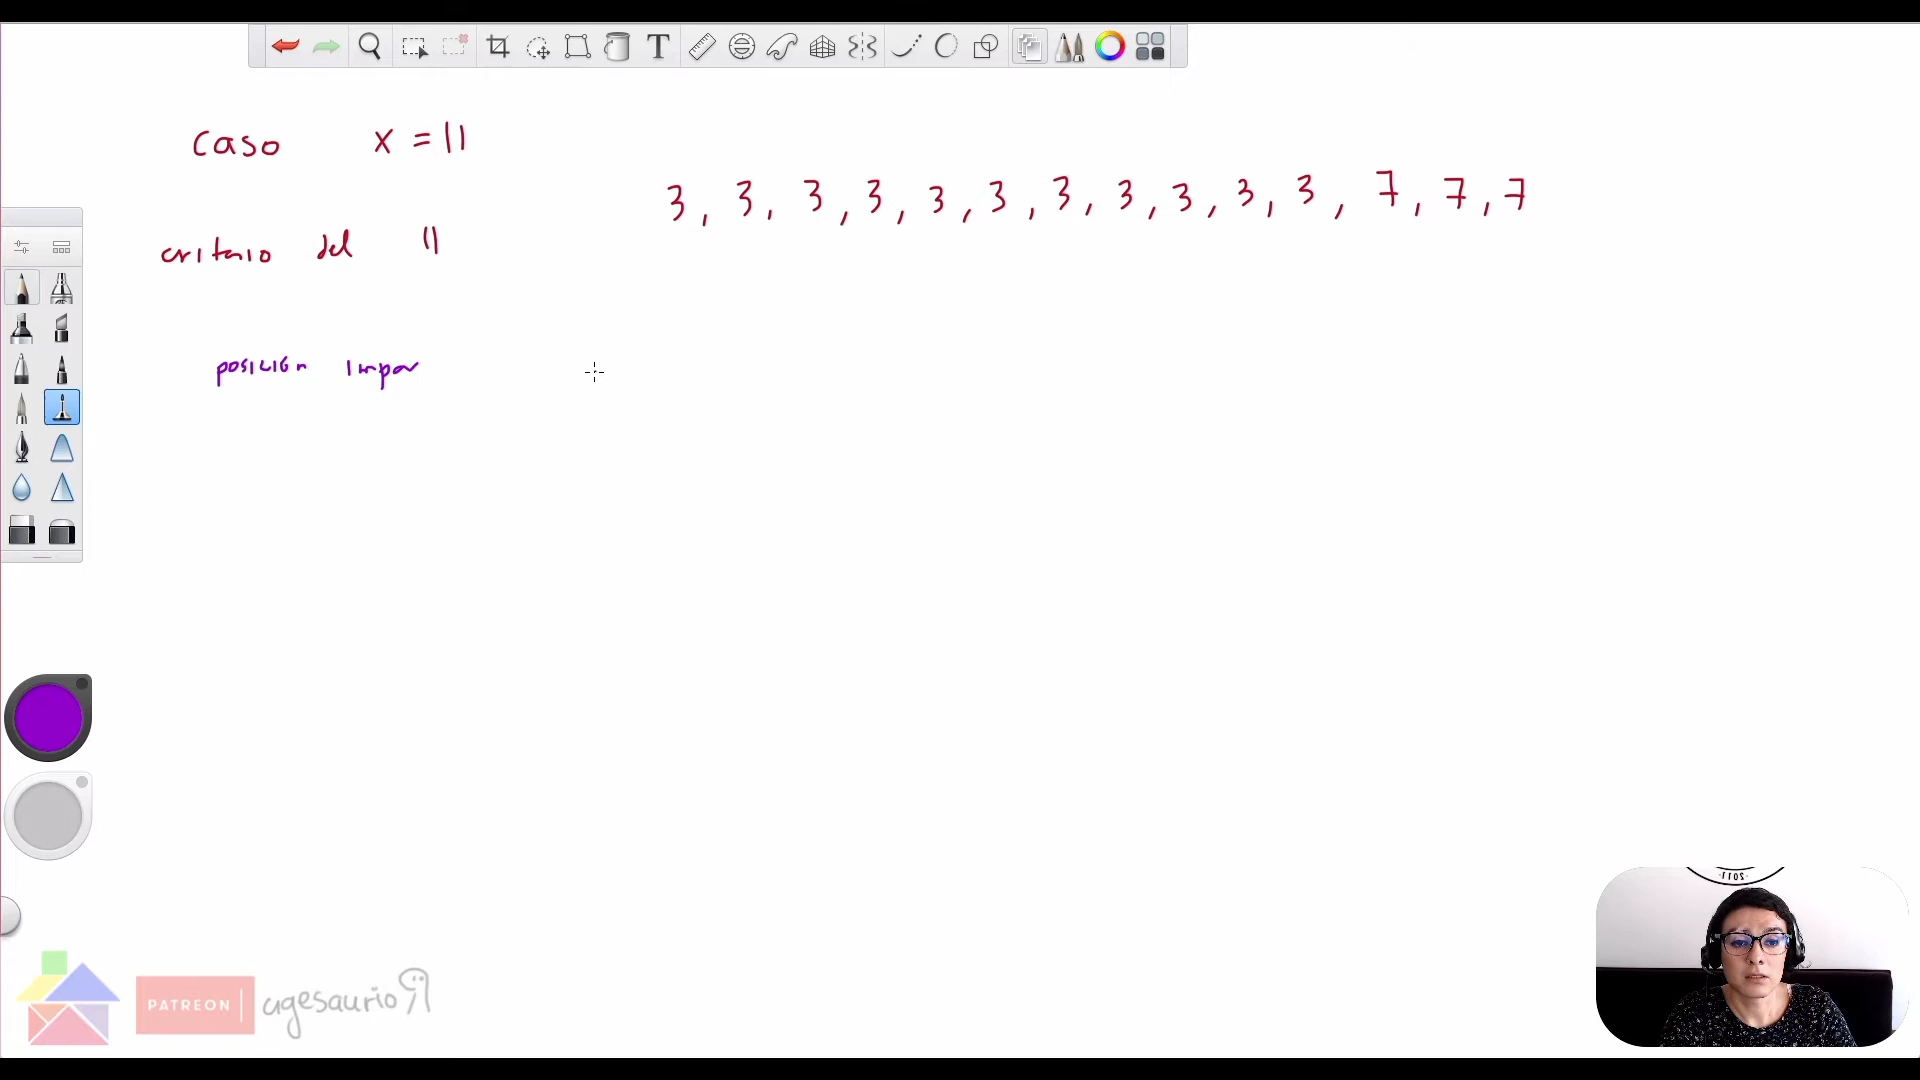 caso x = 11
3, 3, 3, 3, 3, 3, 3, 3, 3, 3, 3, 7, 7, 7
criterio del 11
posición impar
PATREON | agesaurio